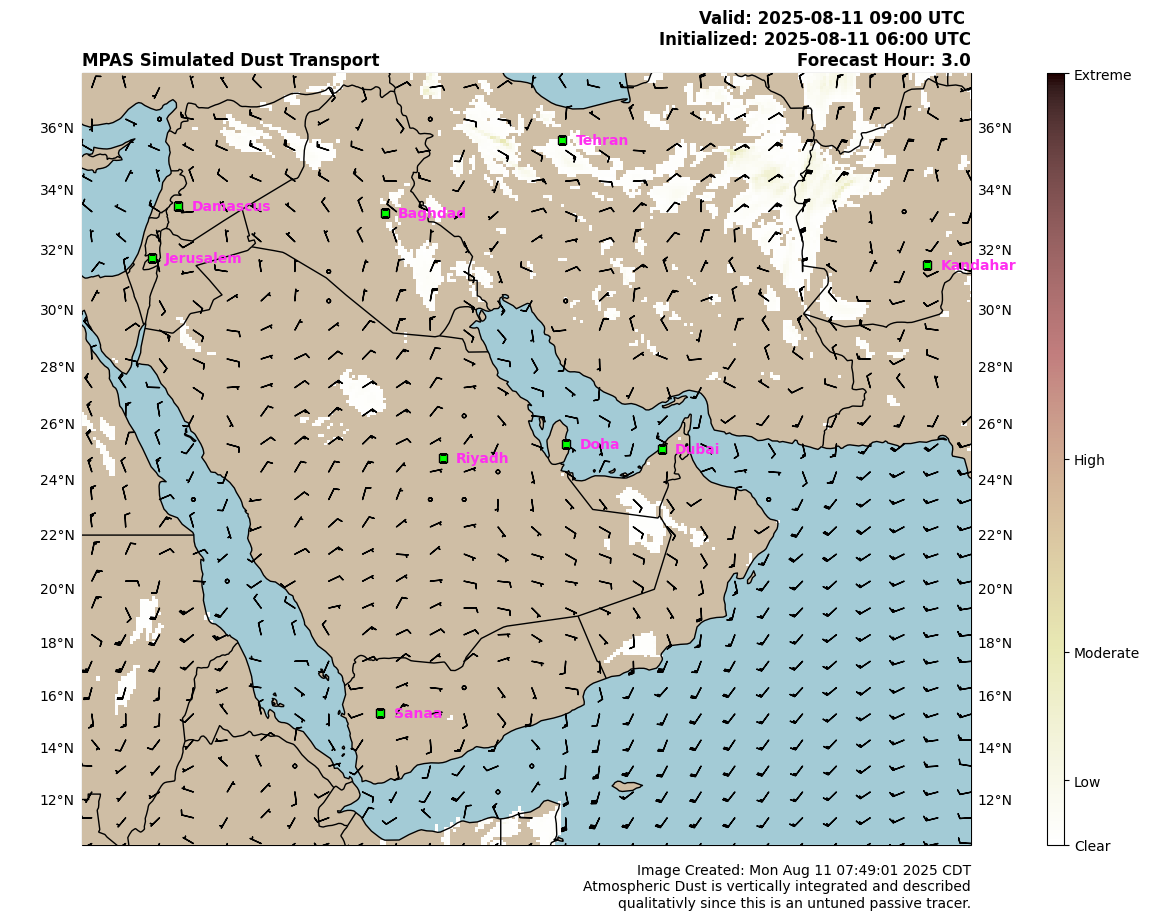 Valid: 2025-08-11 09:00 UTC
Initialized: 2025-08-11 06:00 UTC
MPAS Simulated Dust Transport
Forecast Hour: 3.0
36°N
34°N
32°N
30°N
28°N
26°N
24°N
22°N
20°N
18°N
16°N
14°N
12°N
Tehran
Damascus
Baghdad
Jerusalem
Kandahar
Doha
Dubai
Riyadh
Sanaa
36°N
34°N
32°N
30°N
28°N
26°N
24°N
22°N
20°N
18°N
16°N
14°N
12°N
Extreme
High
Moderate
Low
Clear
Image Created: Mon Aug 11 07:49:01 2025 CDT
Atmospheric Dust is vertically integrated and described
qualitativly since this is an untuned passive tracer.